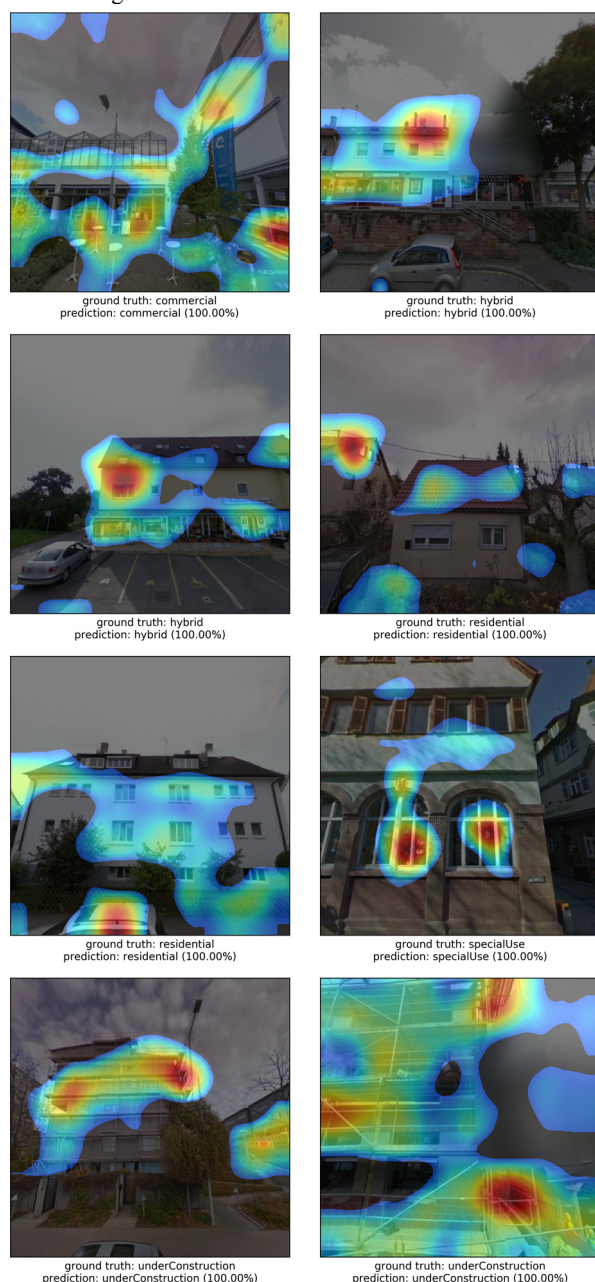 ground truth: commercial
prediction: commercial (100.00%)
ground truth: hybrid
prediction: hybrid (100.00%)
ground truth: hybrid
prediction: hybrid (100.00%)
ground truth: residential
prediction: residential (100.00%)
ground truth: residential
prediction: residential (100.00%)
ground truth: specialUse
prediction: specialUse (100.00%)
ground truth: underConstruction
prediction: underConstruction (100.00%)
ground truth: underConstruction
prediction: underConstruction (100.00%)